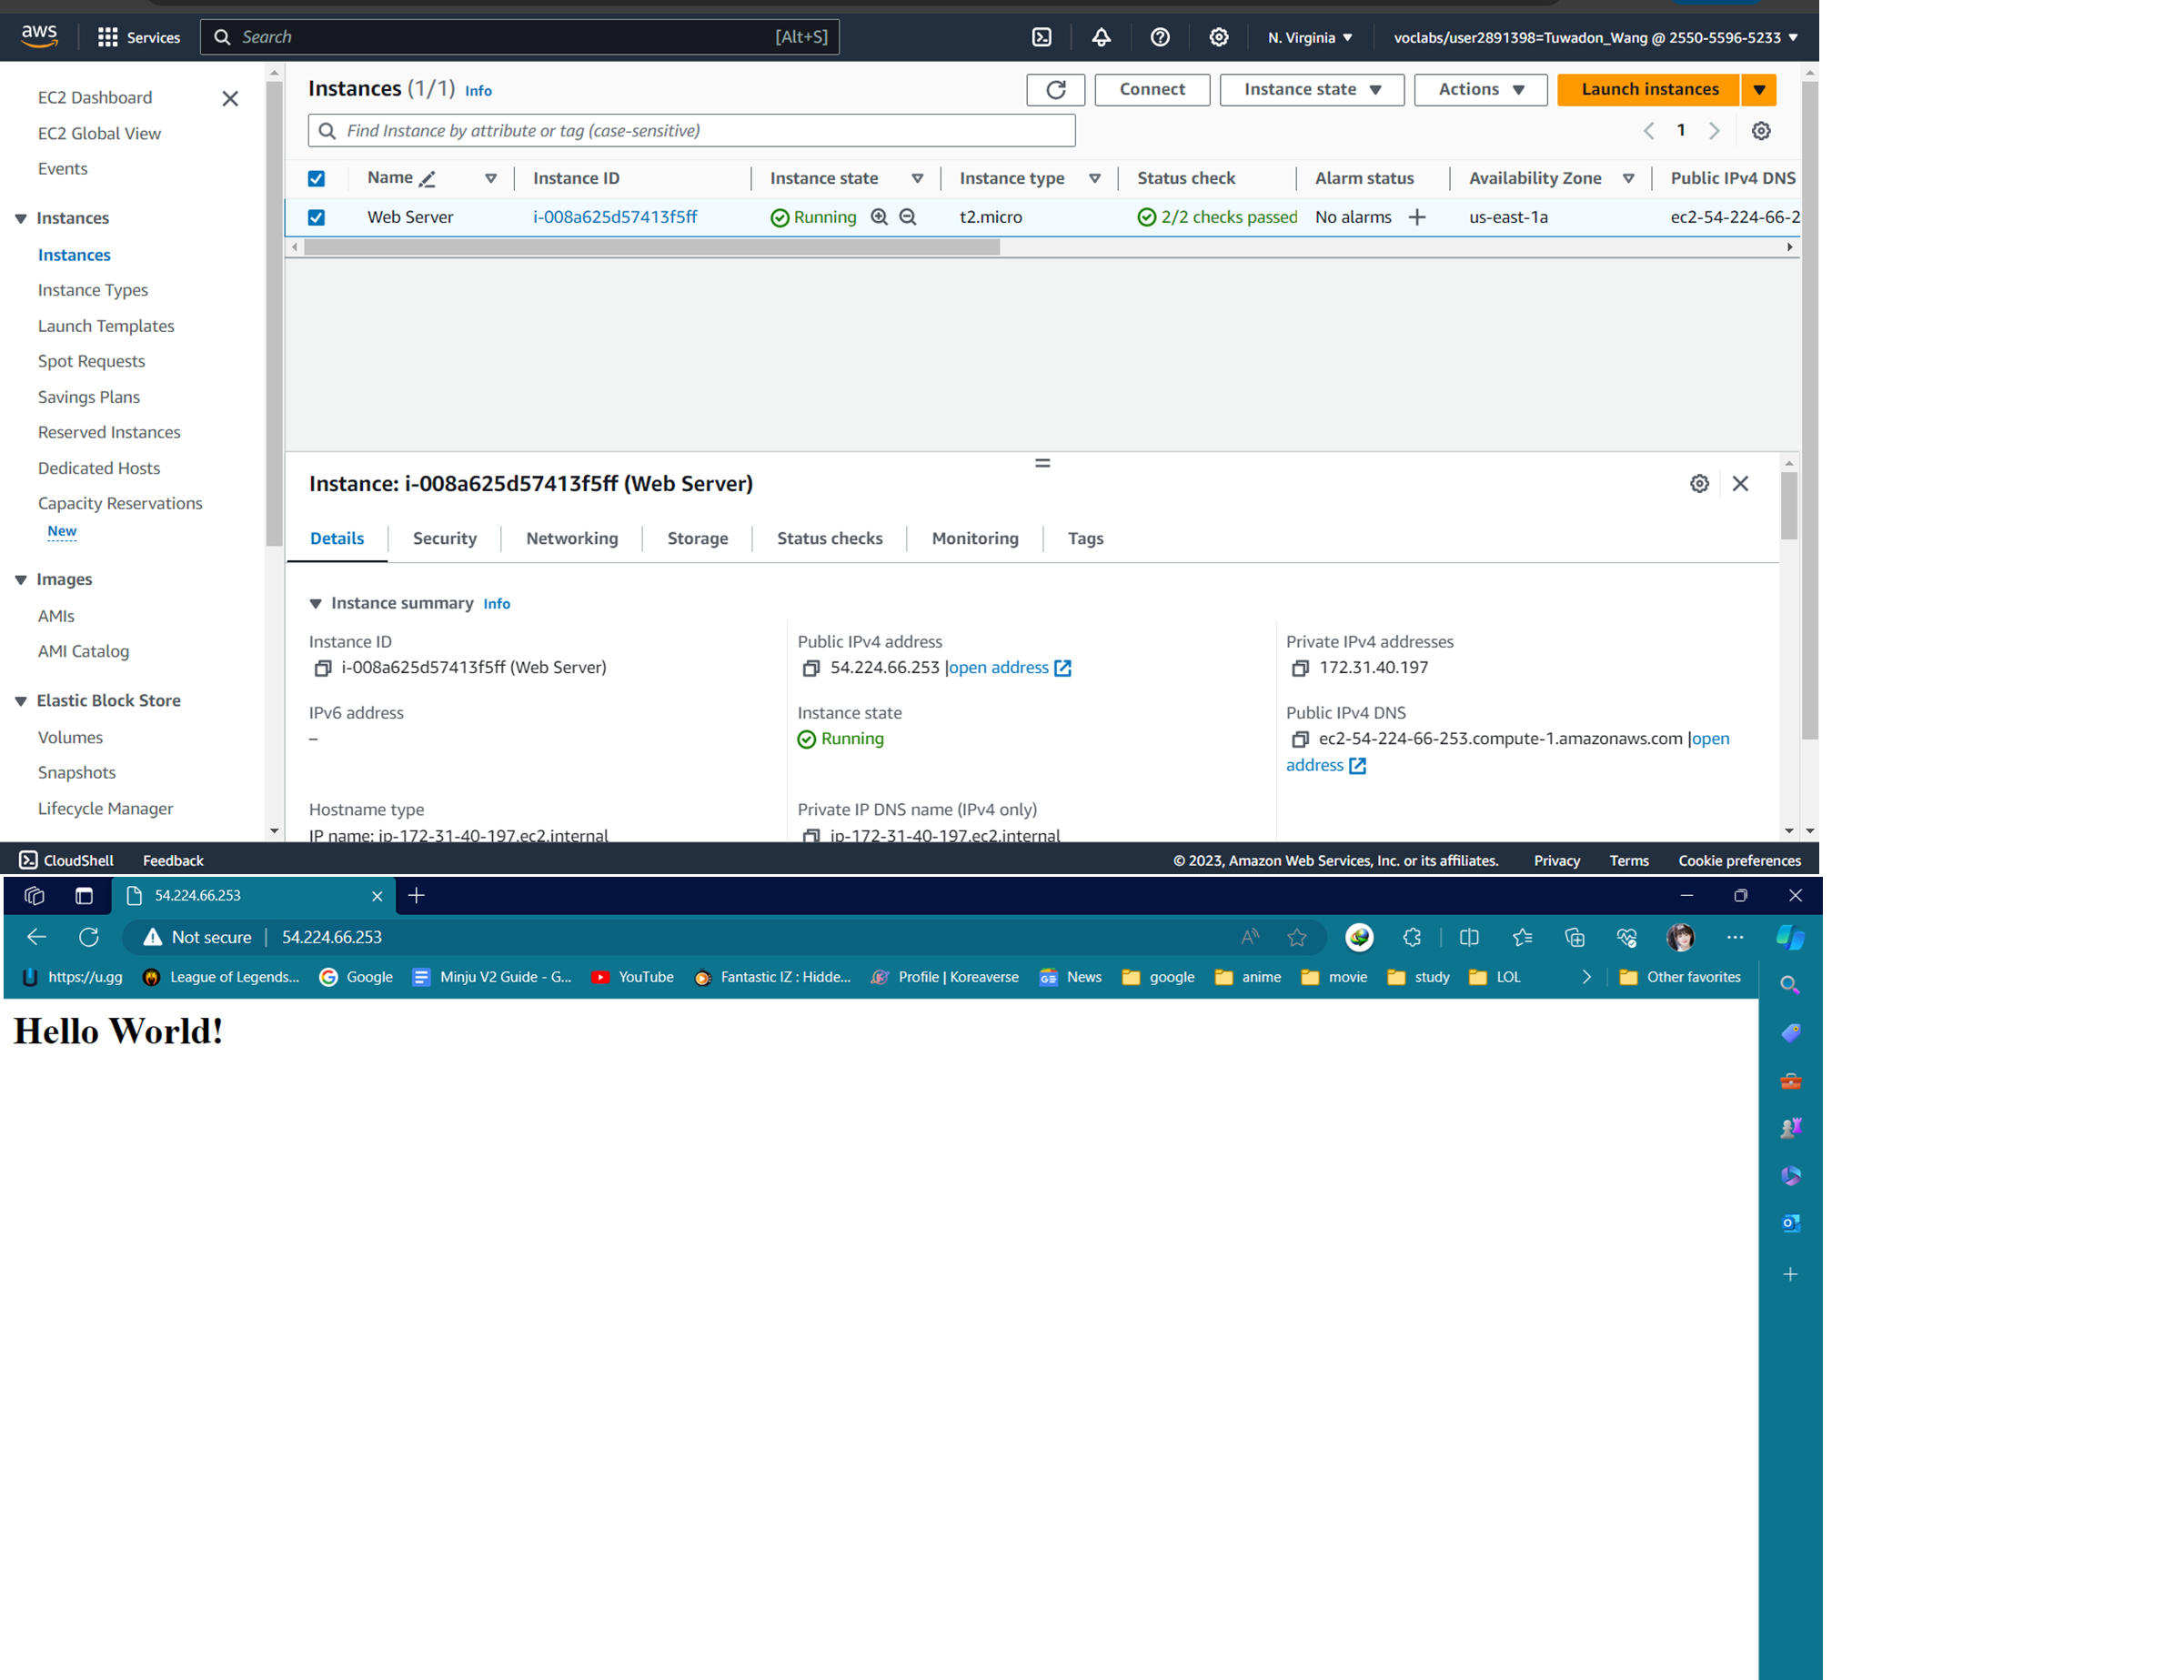 aws Services Search [Alt+S] N. Virginia voclabs/user2891398=Tuwadon_Wang @ 2550-5596-5233
EC2 Dashboard
EC2 Global View
Events
Instances
Instances
Instance Types
Launch Templates
Spot Requests
Savings Plans
Reserved Instances
Dedicated Hosts
Capacity Reservations
New
Images
AMIs
AMI Catalog
Elastic Block Store
Volumes
Snapshots
Lifecycle Manager
Instances (1/1) Info Connect Instance state Actions Launch instances
Find Instance by attribute or tag (case-sensitive) 1
Name Instance ID Instance state Instance type Status check Alarm status Availability Zone Public IPv4 DNS
Web Server i-008a625d57413f5ff Running t2.micro 2/2 checks passed No alarms us-east-1a ec2-54-224-66-2
Instance: i-008a625d57413f5ff (Web Server)
Details Security Networking Storage Status checks Monitoring Tags
Instance summary Info
Instance ID Public IPv4 address Private IPv4 addresses
i-008a625d57413f5ff (Web Server) 54.224.66.253 |open address 172.31.40.197
IPv6 address Instance state Public IPv4 DNS
– Running ec2-54-224-66-253.compute-1.amazonaws.com |open
address
Hostname type Private IP DNS name (IPv4 only)
IP name: ip-172-31-40-197.ec2.internal ip-172-31-40-197.ec2.internal
CloudShell Feedback © 2023, Amazon Web Services, Inc. or its affiliates. Privacy Terms Cookie preferences
54.224.66.253
Not secure 54.224.66.253
https://u.gg League of Legends... Google Minju V2 Guide - G... YouTube Fantastic IZ : Hidde... Profile | Koreaverse News google anime movie study LOL Other favorites
Hello World!